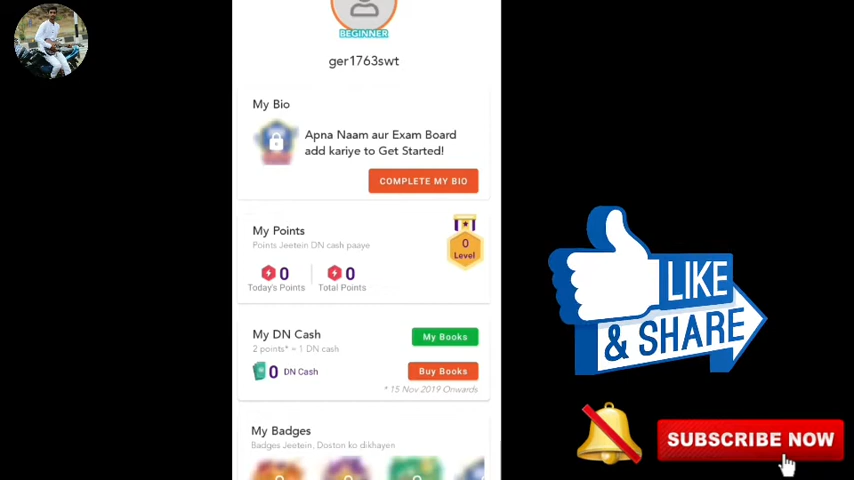 BEGINNER
ger1763swt
My Bio
Apna Naam aur Exam Board
add kariye to Get Started!
COMPLETE MY BIO
My Points
Points Jeetein DN cash paaye
0
Level
0
0
Today's Points
Total Points
My DN Cash
My Books
2 points* = 1 DN cash
0 DN Cash
Buy Books
* 15 Nov 2019 Onwards
My Badges
Badges Jeetein, Doston ko dikhayen
LIKE
& SHARE
SUBSCRIBE NOW